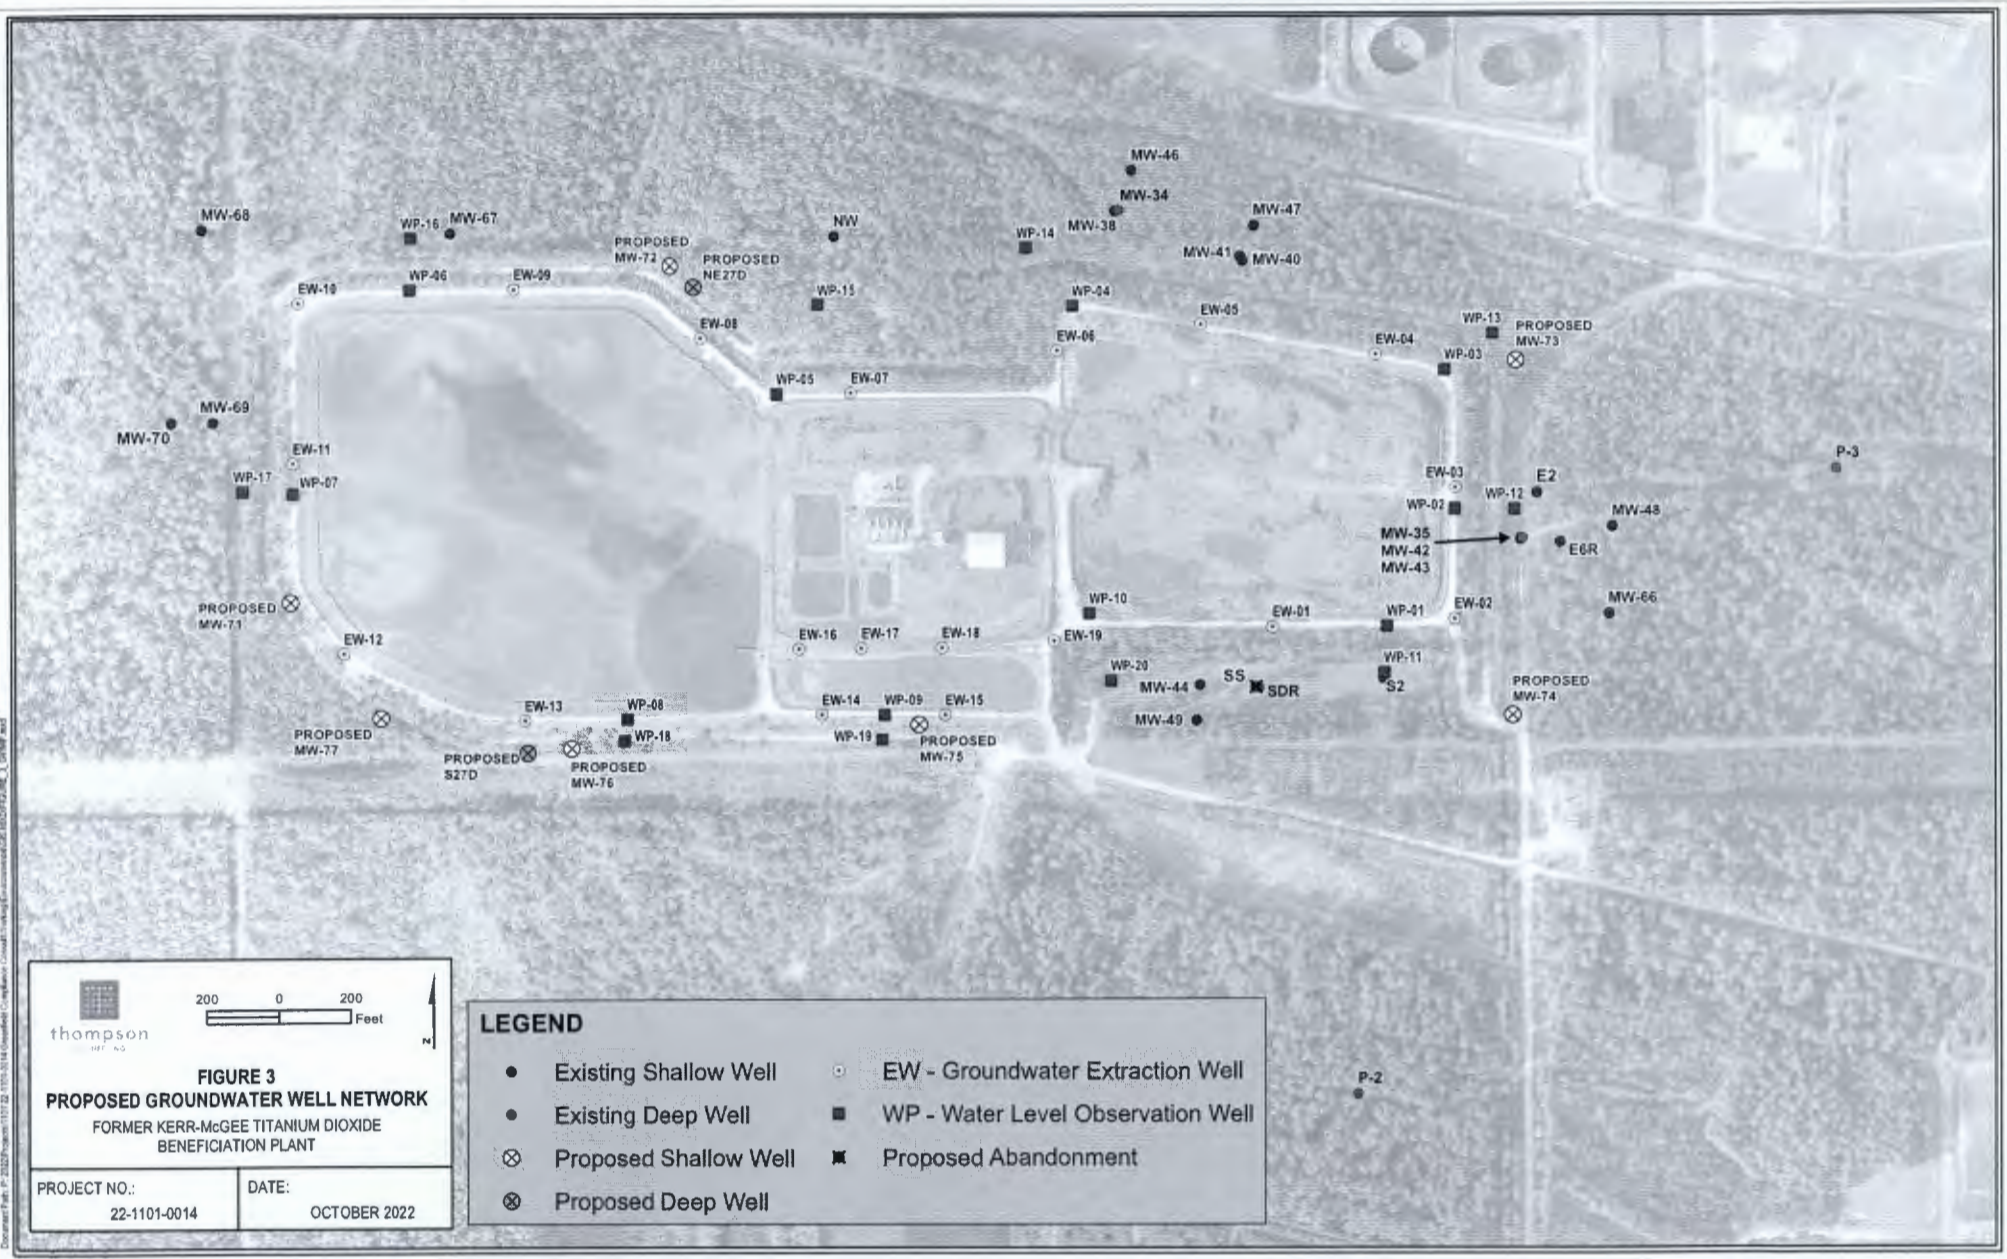 MW-46
MW-34
MW-38
MW-47
MW-41
MW-40
MW-68
WP-16
MW-67
NW
WP-14
PROPOSED
MW-72
PROPOSED
NE27D
EW-10
WP-06
EW-09
WP-15
WP-04
EW-05
EW-08
EW-06
EW-04
WP-13
PROPOSED
MW-73
WP-03
WP-05
EW-07
MW-69
MW-70
EW-11
WP-17
WP-07
P-3
EW-03
E2
WP-02
WP-12
MW-48
MW-35
MW-42
MW-43
E6R
MW-66
PROPOSED
MW-71
EW-12
WP-10
EW-01
WP-01
EW-02
EW-16
EW-17
EW-18
EW-19
WP-20
MW-44
SS
SDR
WP-11
S2
PROPOSED
MW-74
MW-49
PROPOSED
MW-77
EW-13
WP-08
WP-18
EW-14
WP-09
EW-15
WP-19
PROPOSED
MW-75
PROPOSED
S27D
PROPOSED
MW-76
P-2
thompson
200 0 200
Feet
N
FIGURE 3
PROPOSED GROUNDWATER WELL NETWORK
FORMER KERR-McGEE TITANIUM DIOXIDE
BENEFICIATION PLANT
PROJECT NO.:
22-1101-0014
DATE:
OCTOBER 2022
LEGEND
Existing Shallow Well
Existing Deep Well
Proposed Shallow Well
Proposed Deep Well
EW - Groundwater Extraction Well
WP - Water Level Observation Well
Proposed Abandonment